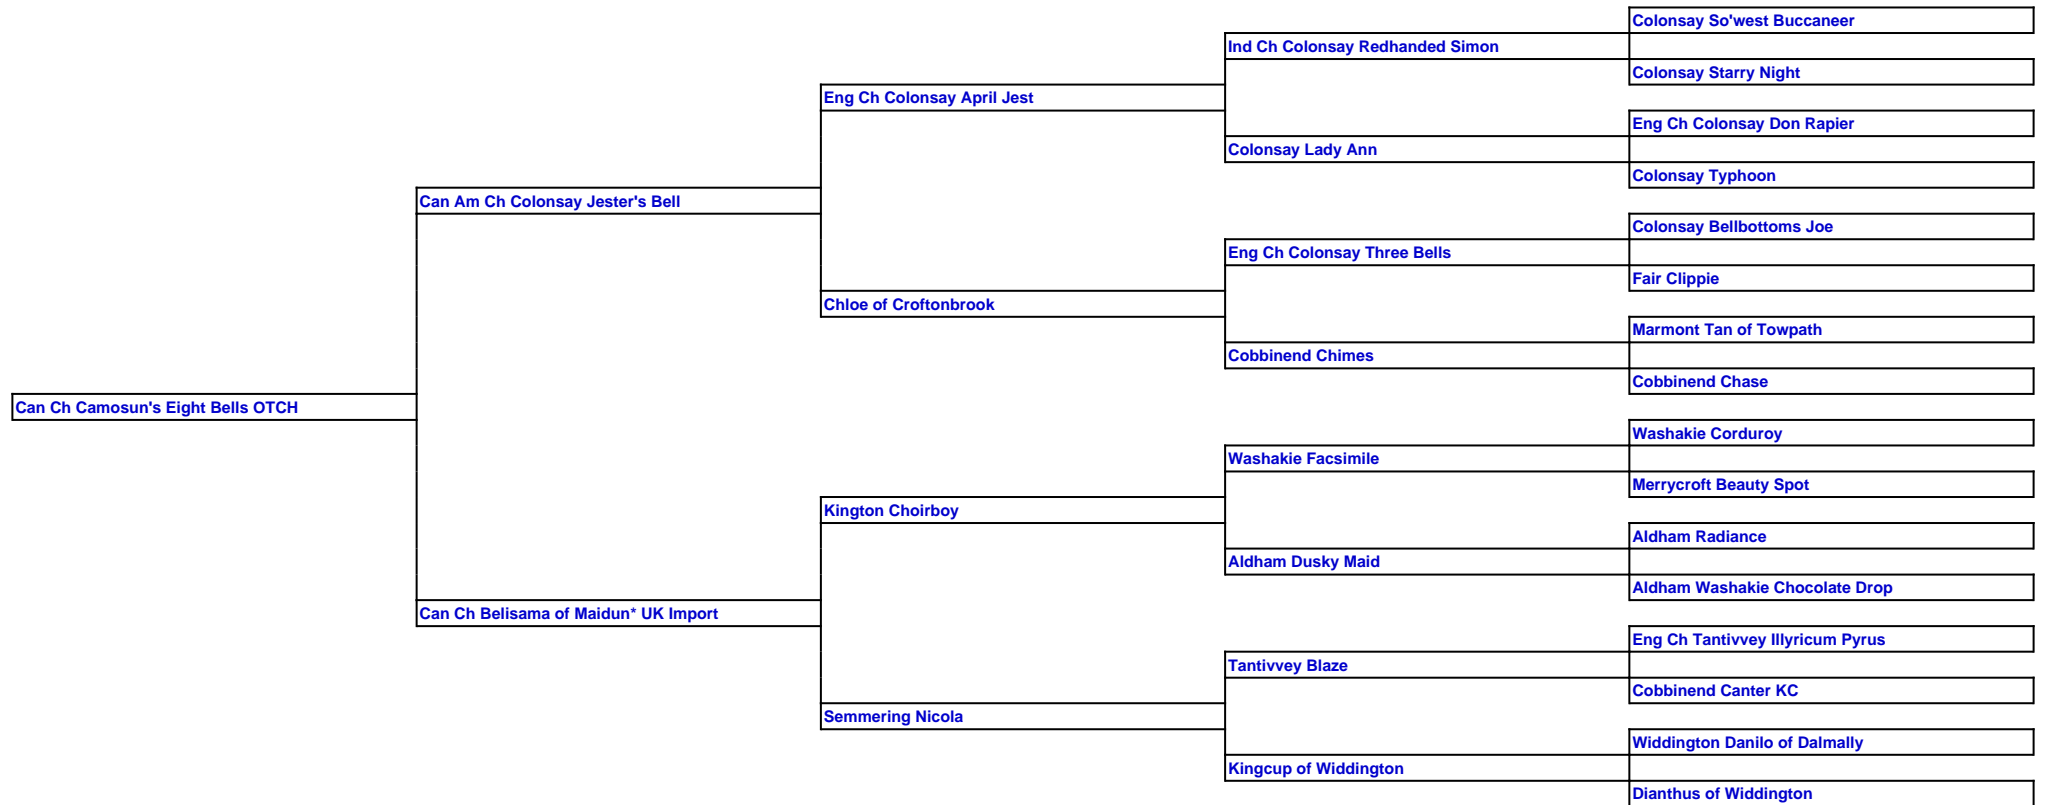 Colonsay So'west Buccaneer
Ind Ch Colonsay Redhanded Simon
Colonsay Starry Night
Eng Ch Colonsay April Jest
Eng Ch Colonsay Don Rapier
Colonsay Lady Ann
Colonsay Typhoon
Can Am Ch Colonsay Jester's Bell
Colonsay Bellbottoms Joe
Eng Ch Colonsay Three Bells
Fair Clippie
Chloe of Croftonbrook
Marmont Tan of Towpath
Cobbinend Chimes
Cobbinend Chase
Can Ch Camosun's Eight Bells OTCH
Washakie Corduroy
Washakie Facsimile
Merrycroft Beauty Spot
Kington Choirboy
Aldham Radiance
Aldham Dusky Maid
Aldham Washakie Chocolate Drop
Can Ch Belisama of Maidun* UK Import
Eng Ch Tantivvey Illyricum Pyrus
Tantivvey Blaze
Cobbinend Canter KC
Semmering Nicola
Widdington Danilo of Dalmally
Kingcup of Widdington
Dianthus of Widdington